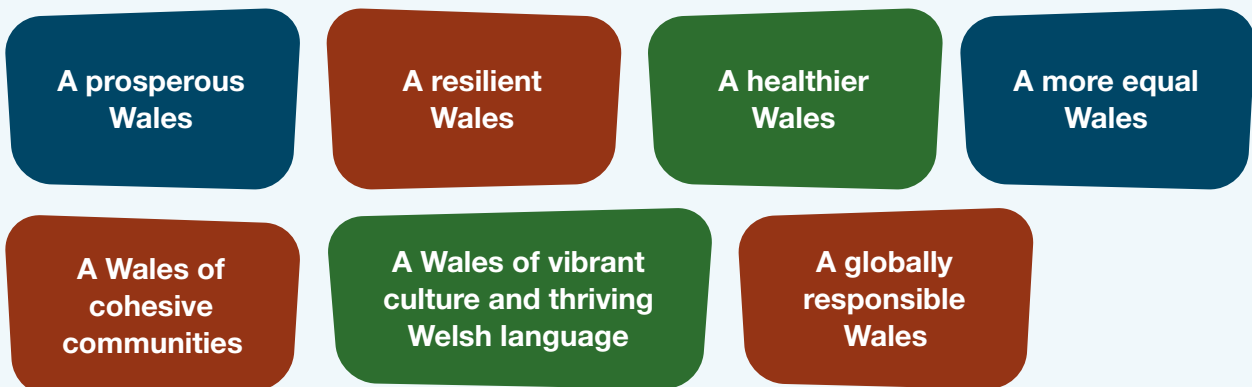 A prosperous
Wales
A resilient
Wales
A healthier
Wales
A more equal
Wales
A Wales of
cohesive
communities
A Wales of vibrant
culture and thriving
Welsh language
A globally
responsible
Wales